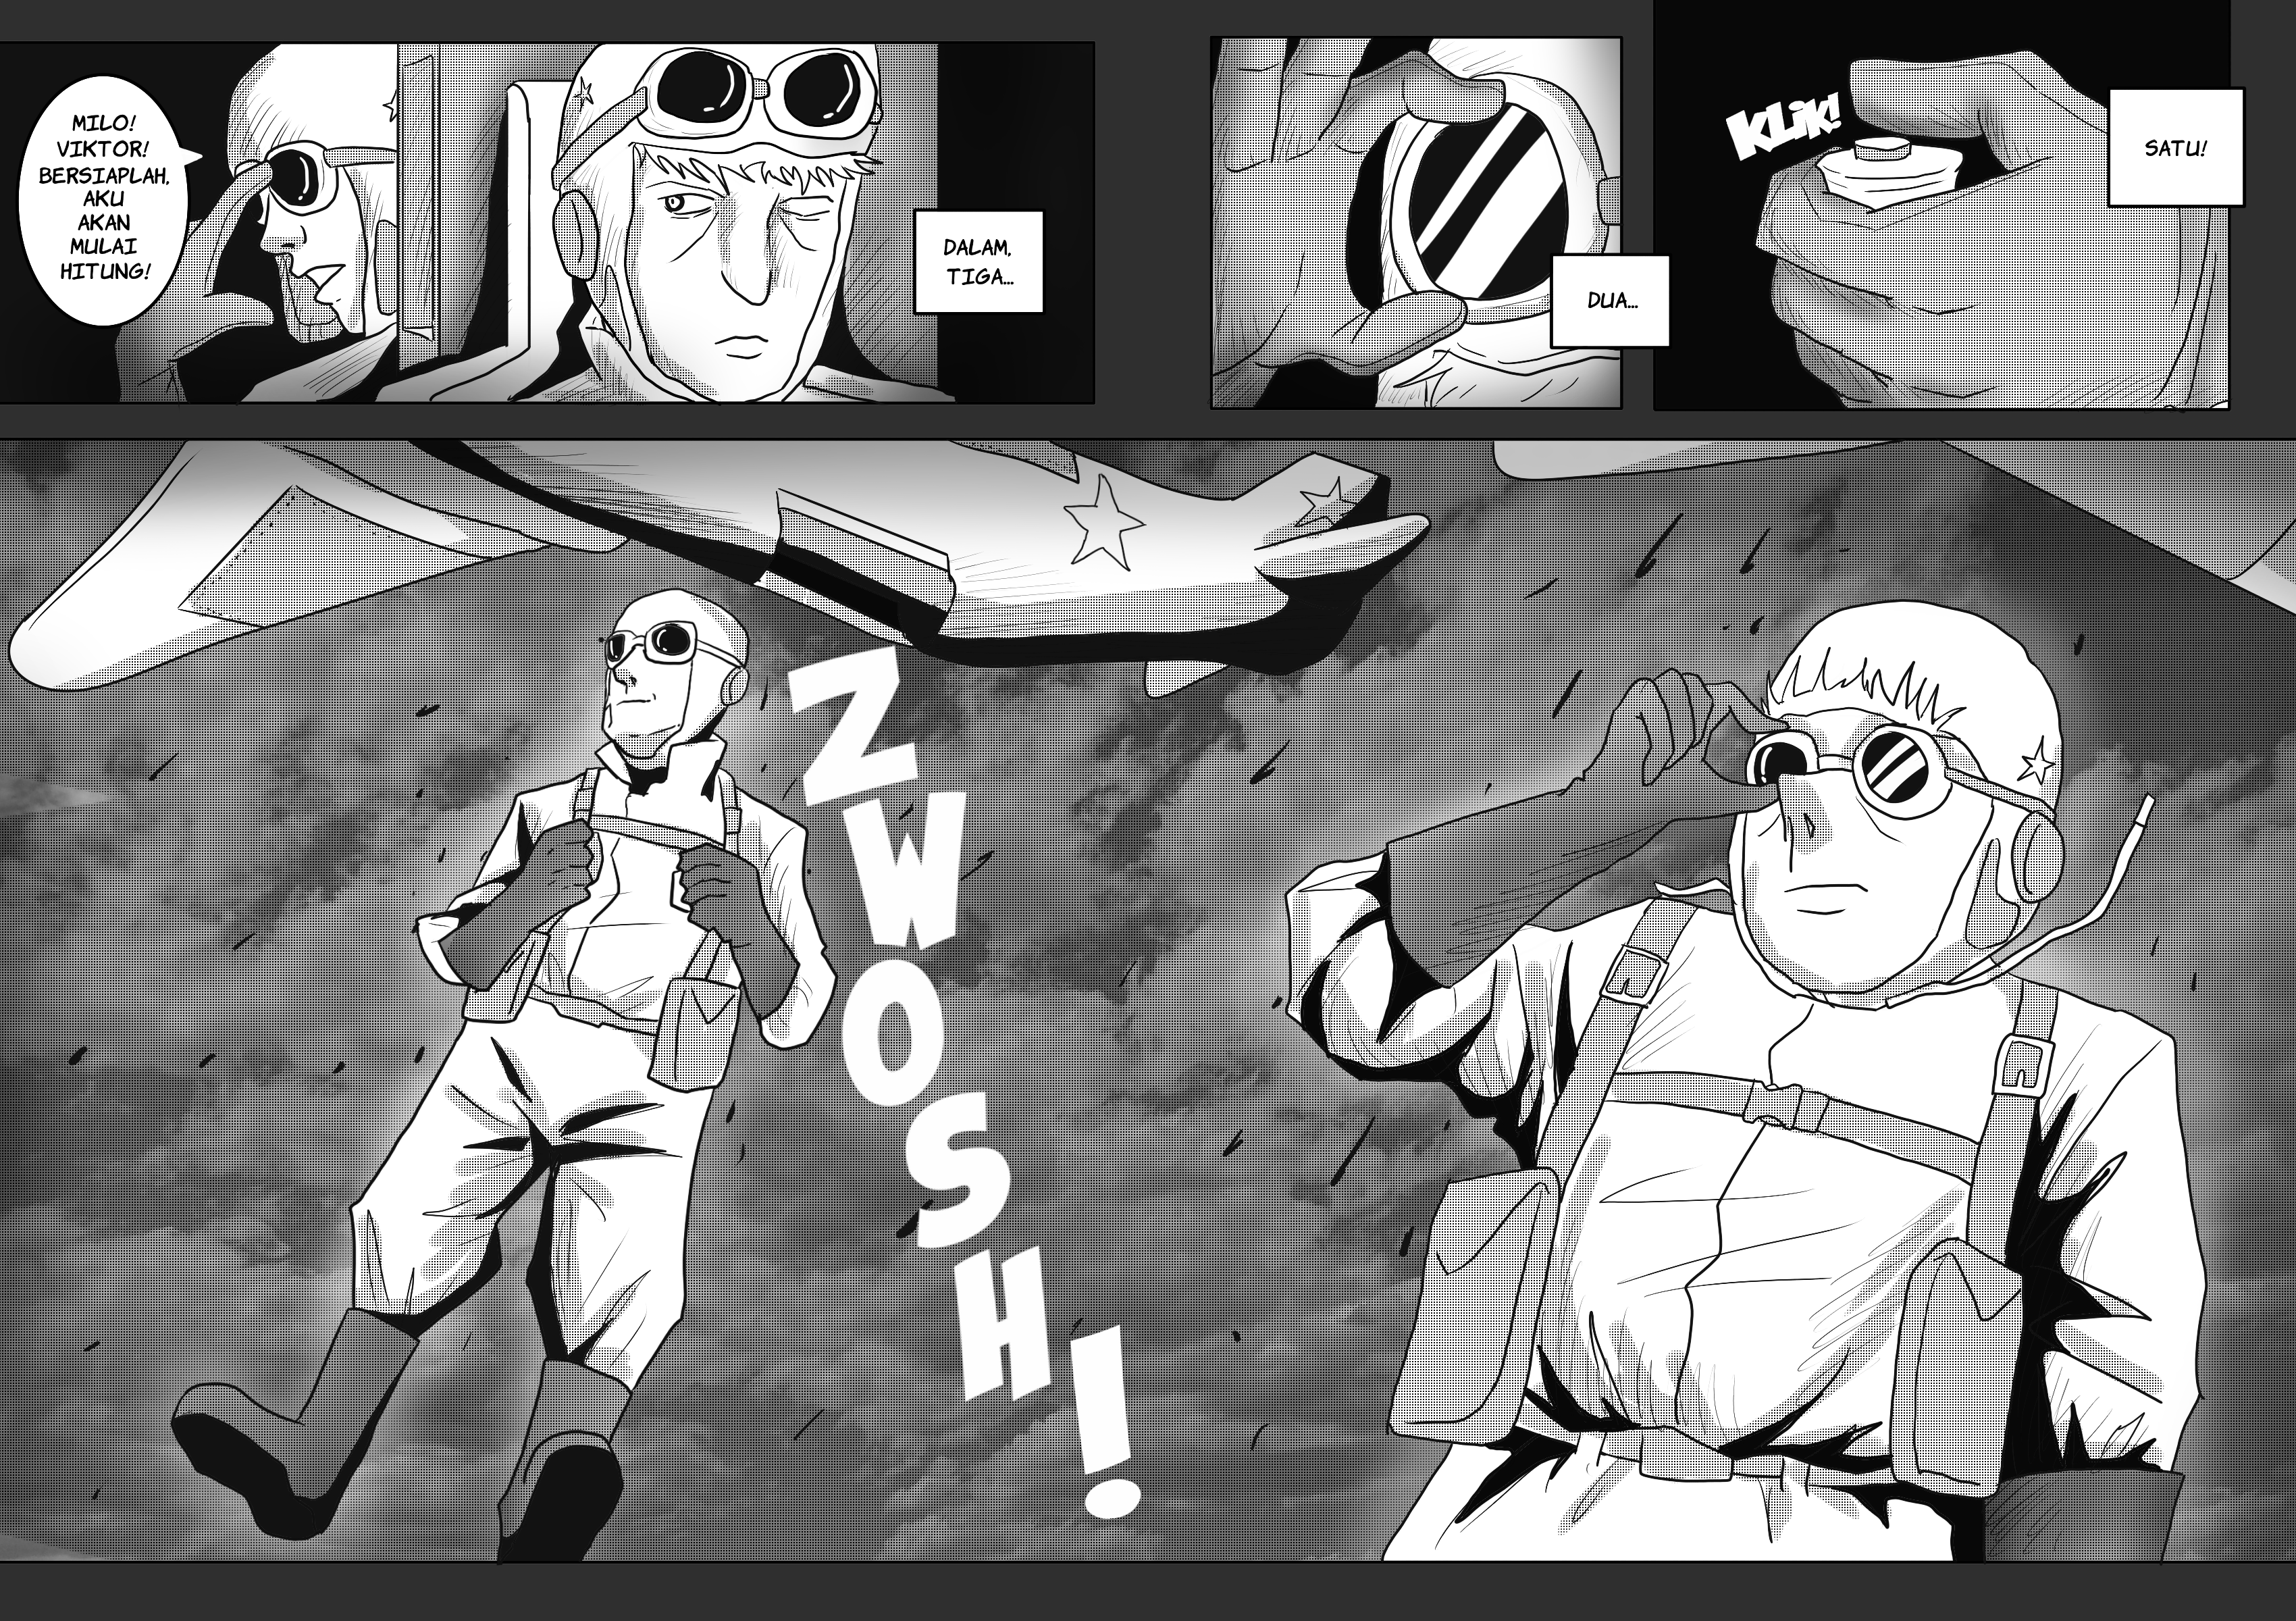 MILO!
VIKTOR!
BERSIAPLAH,
AKU
AKAN
MULAI
HITUNG!
DALAM,
TIGA...
DUA...
KLIK!
SATU!
ZWOSH!